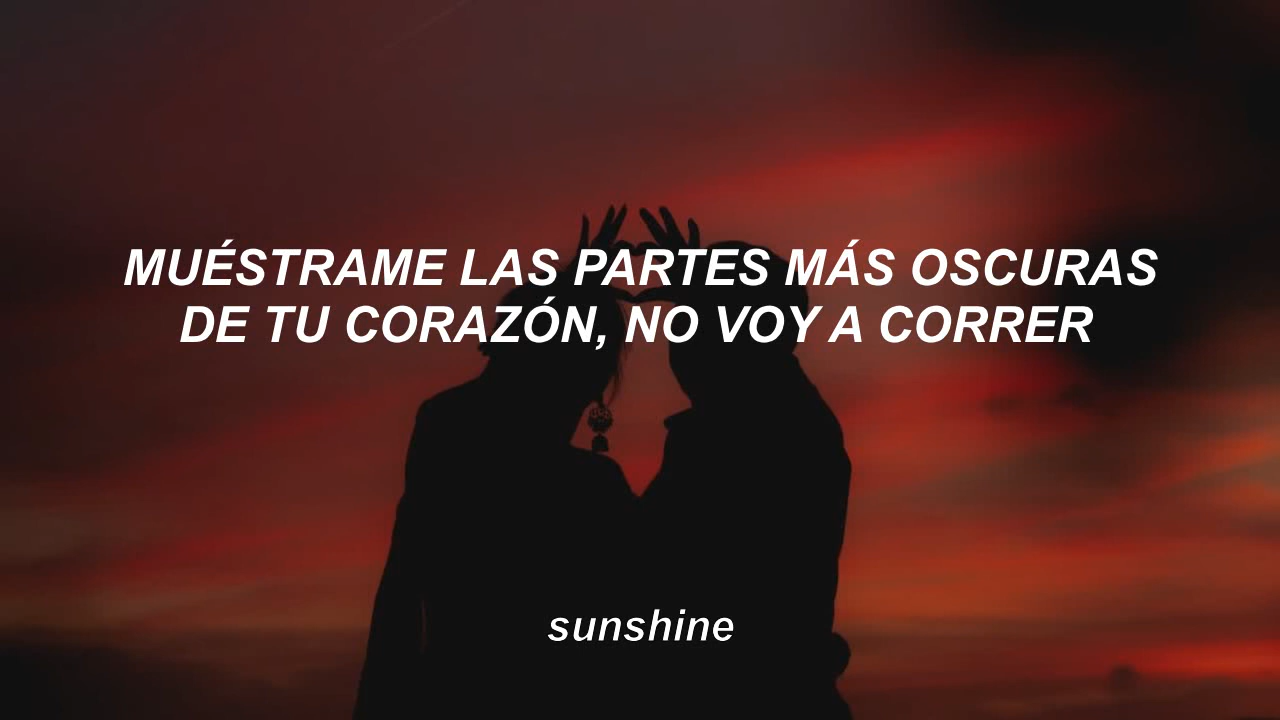 MUÉSTRAME LAS PARTES MÁS OSCURAS
DE TU CORAZÓN, NO VOY A CORRER
sunshine